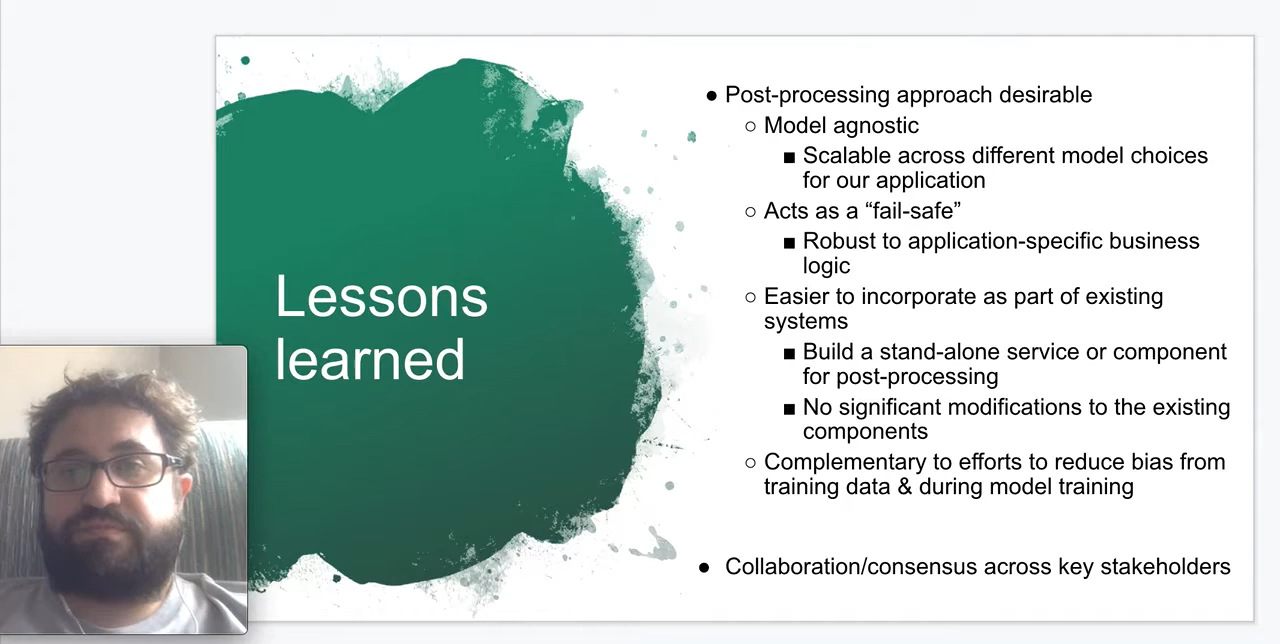 Lessons
learned
● Post-processing approach desirable
○ Model agnostic
■ Scalable across different model choices
for our application
○ Acts as a “fail-safe”
■ Robust to application-specific business
logic
○ Easier to incorporate as part of existing
systems
■ Build a stand-alone service or component
for post-processing
■ No significant modifications to the existing
components
○ Complementary to efforts to reduce bias from
training data & during model training
● Collaboration/consensus across key stakeholders